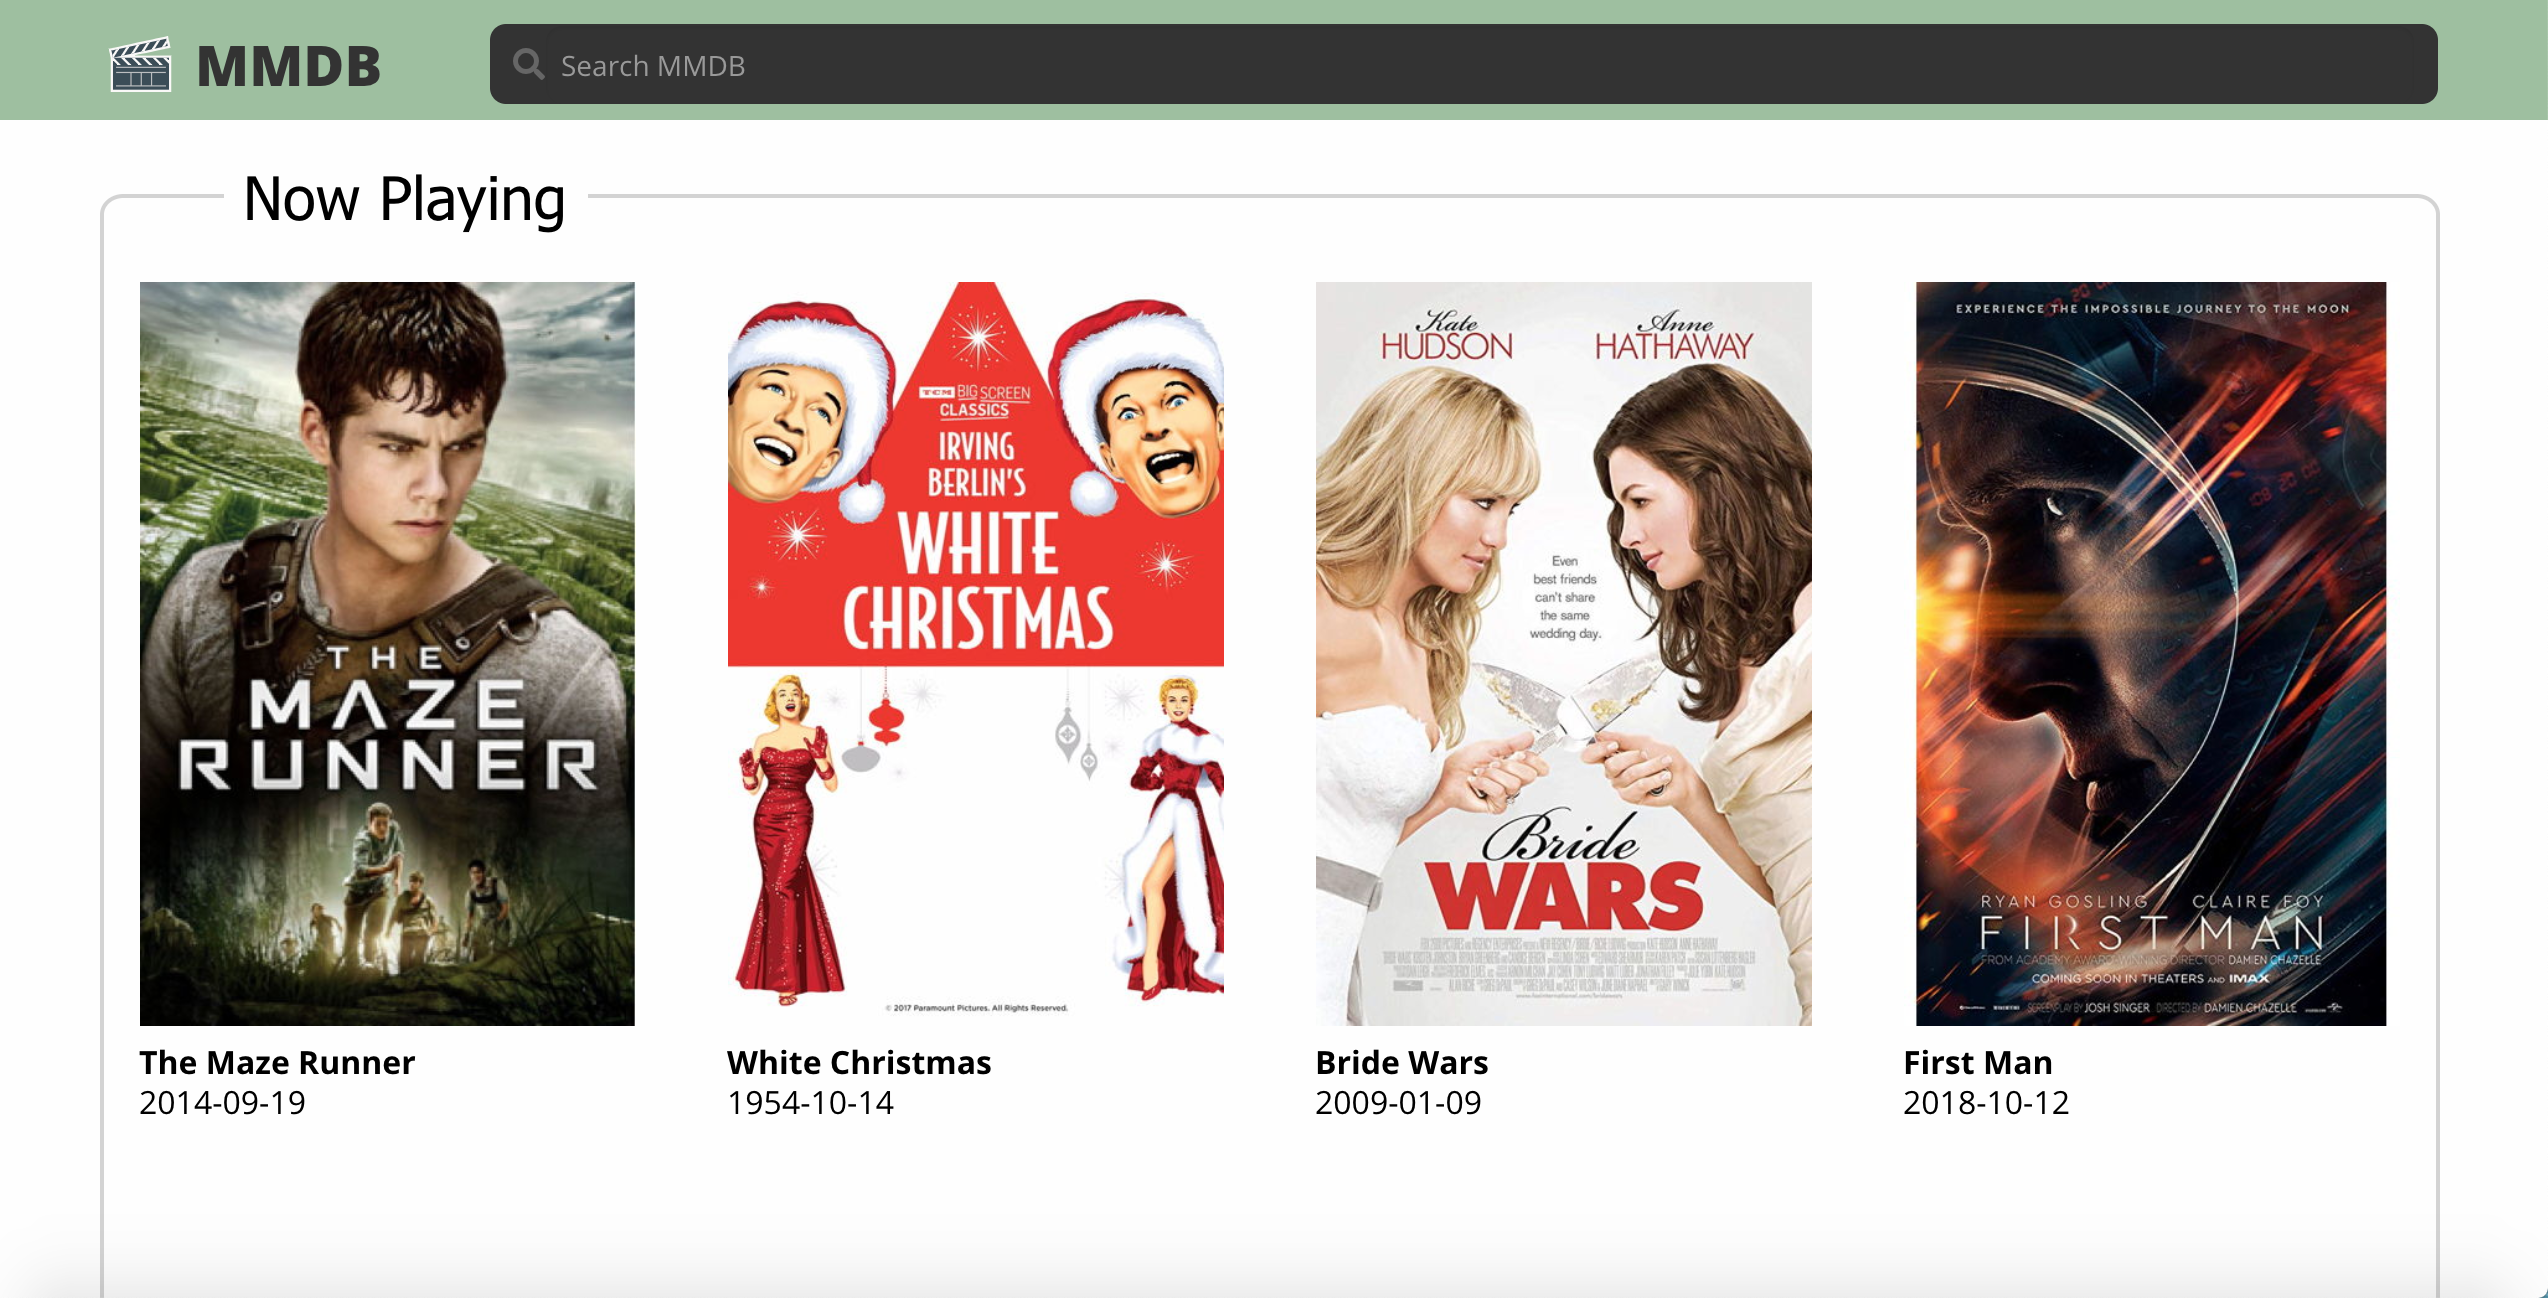 MMDB
Search MMDB
Now Playing
THE
MAZE
RUNNER
The Maze Runner
2014-09-19
TCM BIG SCREEN
CLASSICS
IRVING
BERLIN'S
WHITE
CHRISTMAS
© 2017 Paramount Pictures. All Rights Reserved.
White Christmas
1954-10-14
Kate
HUDSON
Anne
HATHAWAY
Even
best friends
can't share
the same
wedding day.
Bride
WARS
Bride Wars
2009-01-09
EXPERIENCE THE IMPOSSIBLE JOURNEY TO THE MOON
RYAN GOSLING CLAIRE FOY
FIRST MAN
FROM ACADEMY AWARD-WINNING DIRECTOR DAMIEN CHAZELLE
COMING SOON IN THEATERS AND IMAX
SCREENPLAY BY JOSH SINGER DIRECTED BY DAMIEN CHAZELLE
First Man
2018-10-12